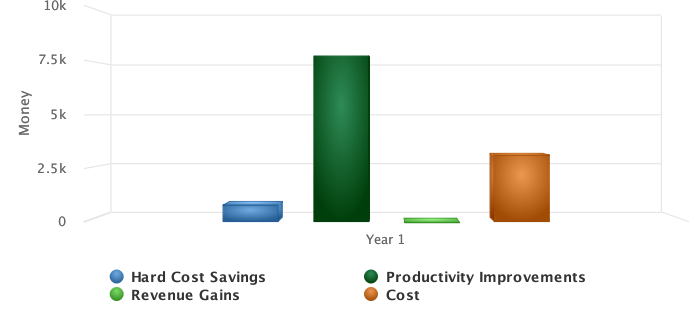 10k
7.5k
5k
2.5k
0
Money
Year 1
Hard Cost Savings
Productivity Improvements
Revenue Gains
Cost